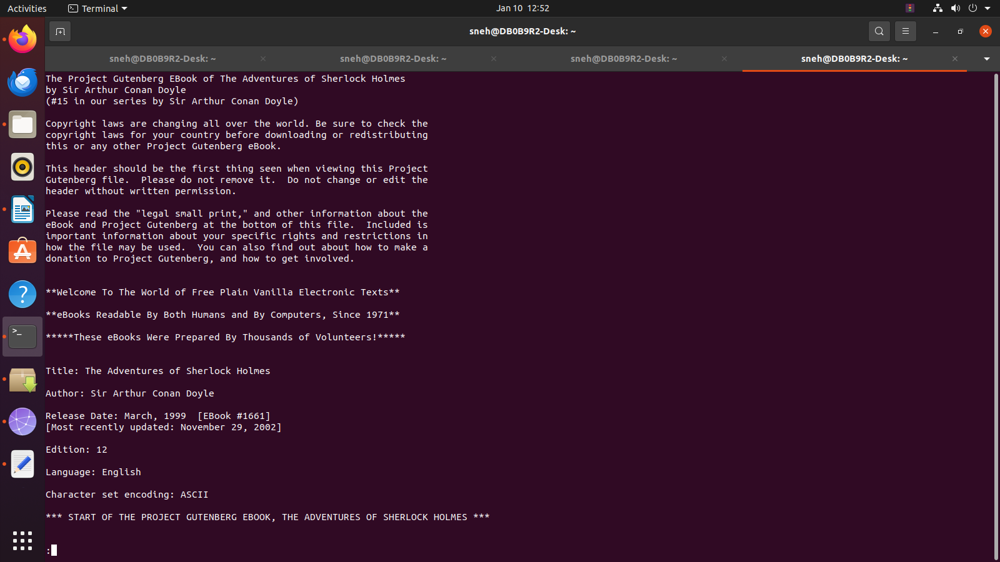 Activities
Terminal
Jan 10 12:52
sneh@DB0B9R2-Desk: ~
sneh@DB0B9R2-Desk: ~
sneh@DB0B9R2-Desk: ~
sneh@DB0B9R2-Desk: ~
sneh@DB0B9R2-Desk: ~
The Project Gutenberg EBook of The Adventures of Sherlock Holmes
by Sir Arthur Conan Doyle
(#15 in our series by Sir Arthur Conan Doyle)
Copyright laws are changing all over the world. Be sure to check the
copyright laws for your country before downloading or redistributing
this or any other Project Gutenberg eBook.
This header should be the first thing seen when viewing this Project
Gutenberg file.  Please do not remove it.  Do not change or edit the
header without written permission.
Please read the "legal small print," and other information about the
eBook and Project Gutenberg at the bottom of this file.  Included is
important information about your specific rights and restrictions in
how the file may be used.  You can also find out about how to make a
donation to Project Gutenberg, and how to get involved.
**Welcome To The World of Free Plain Vanilla Electronic Texts**
**eBooks Readable By Both Humans and By Computers, Since 1971**
*****These eBooks Were Prepared By Thousands of Volunteers!*****
Title: The Adventures of Sherlock Holmes
Author: Sir Arthur Conan Doyle
Release Date: March, 1999  [EBook #1661]
[Most recently updated: November 29, 2002]
Edition: 12
Language: English
Character set encoding: ASCII
*** START OF THE PROJECT GUTENBERG EBOOK, THE ADVENTURES OF SHERLOCK HOLMES ***
: